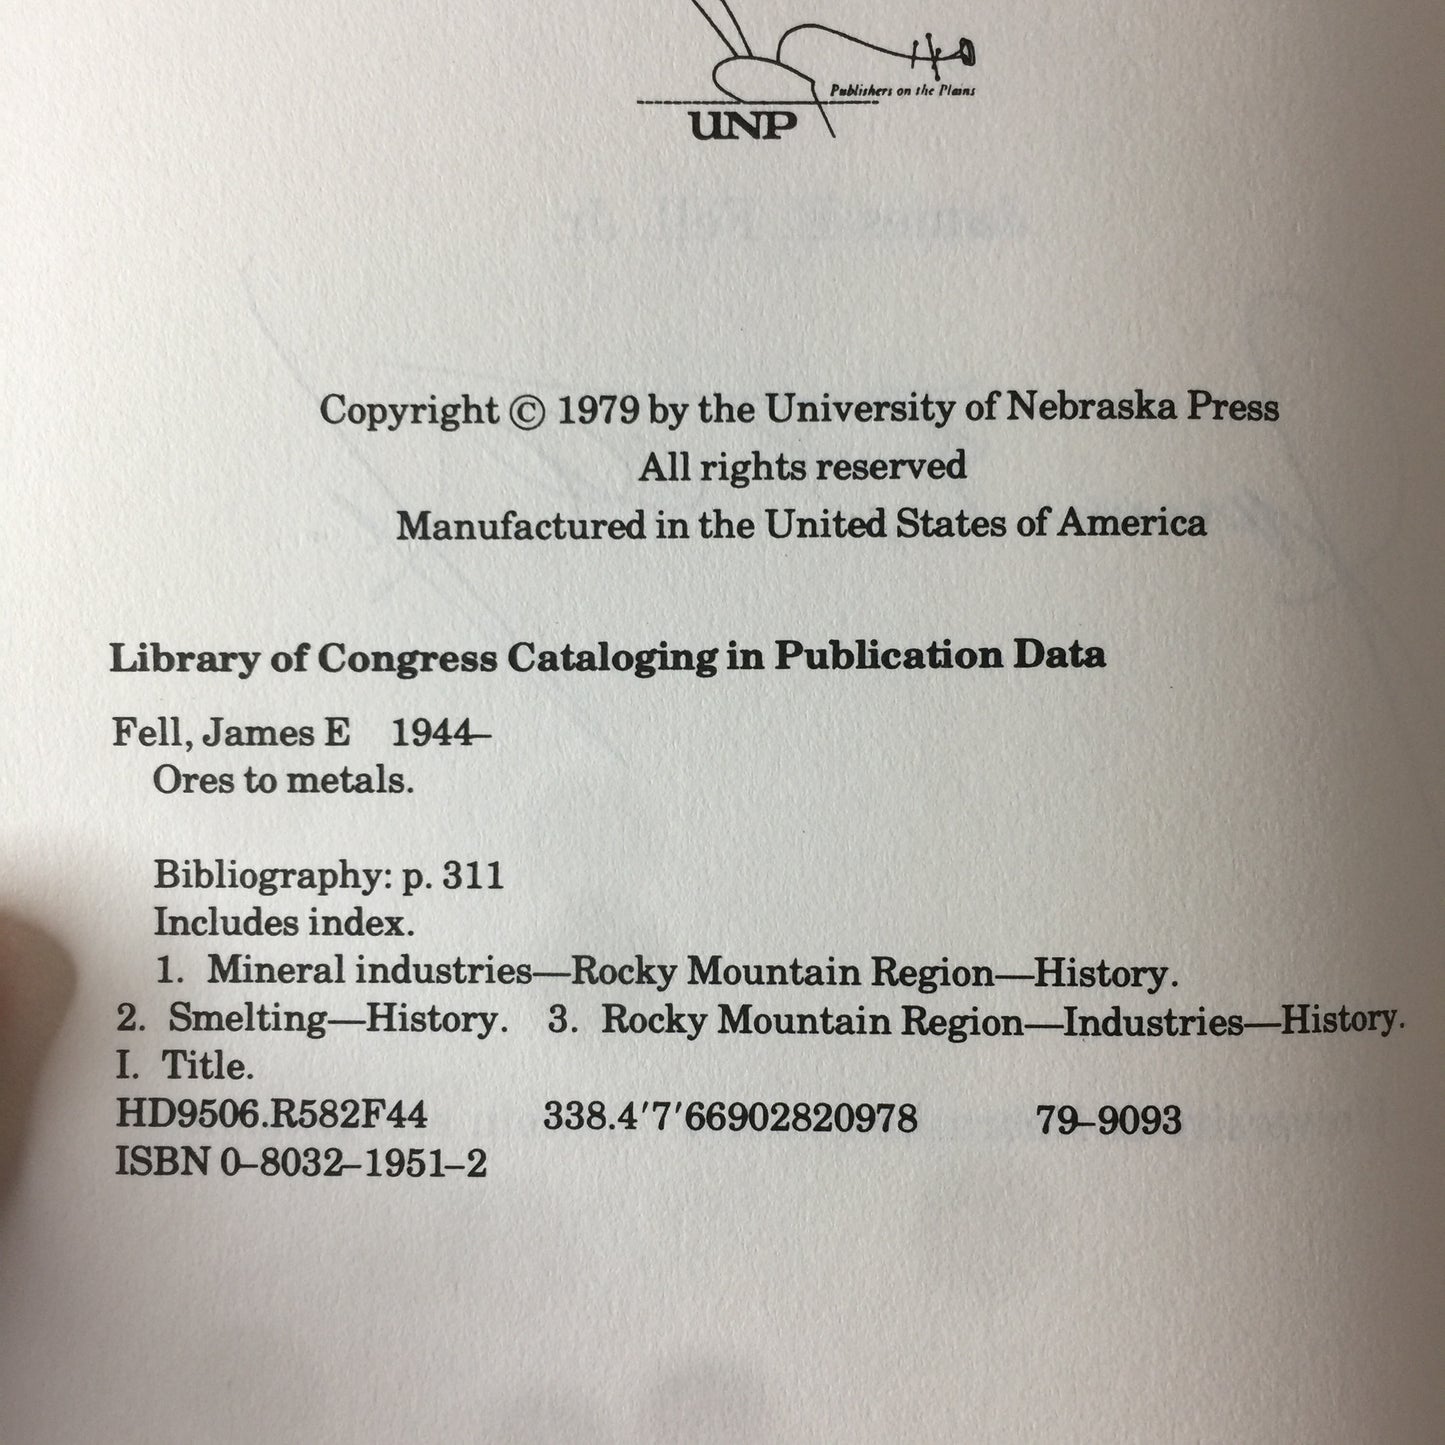 Publishers on the Plains
UNP
Copyright © 1979 by the University of Nebraska Press
All rights reserved
Manufactured in the United States of America
Library of Congress Cataloging in Publication Data
Fell, James E 1944–
Ores to metals.
Bibliography: p. 311
Includes index.
1. Mineral industries—Rocky Mountain Region—History.
2. Smelting—History. 3. Rocky Mountain Region—Industries—History.
I. Title.
HD9506.R582F44 338.4′7′66902820978 79–9093
ISBN 0–8032–1951–2